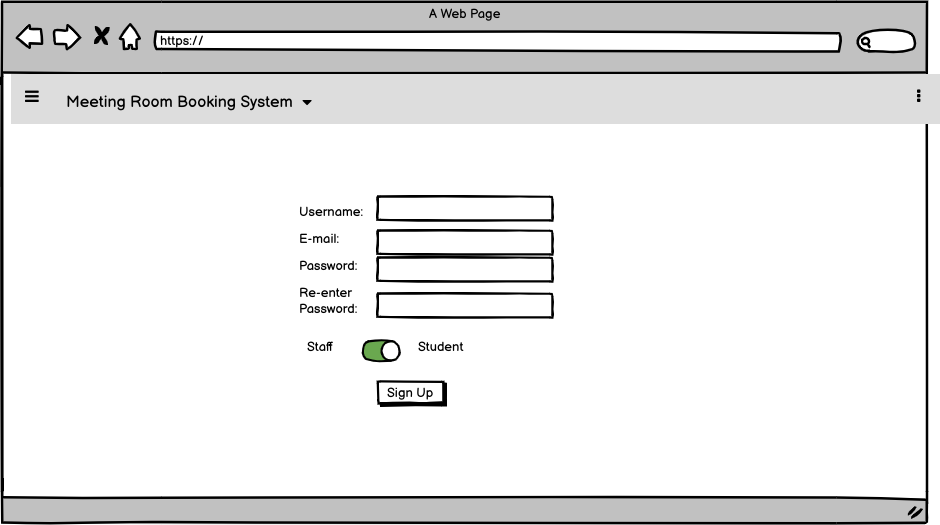 A Web Page
https://
Meeting Room Booking System
Username:
E-mail:
Password:
Re-enter
Password:
Staff
Student
Sign Up